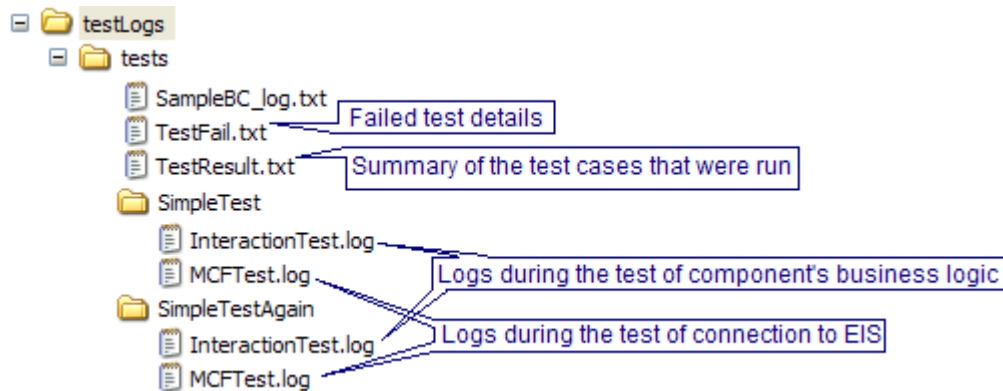 testLogs
tests
SampleBC_log.txt
Failed test details
TestFail.txt
TestResult.txt
Summary of the test cases that were run
SimpleTest
InteractionTest.log
MCFTest.log
Logs during the test of component's business logic
SimpleTestAgain
Logs during the test of connection to EIS
InteractionTest.log
MCFTest.log